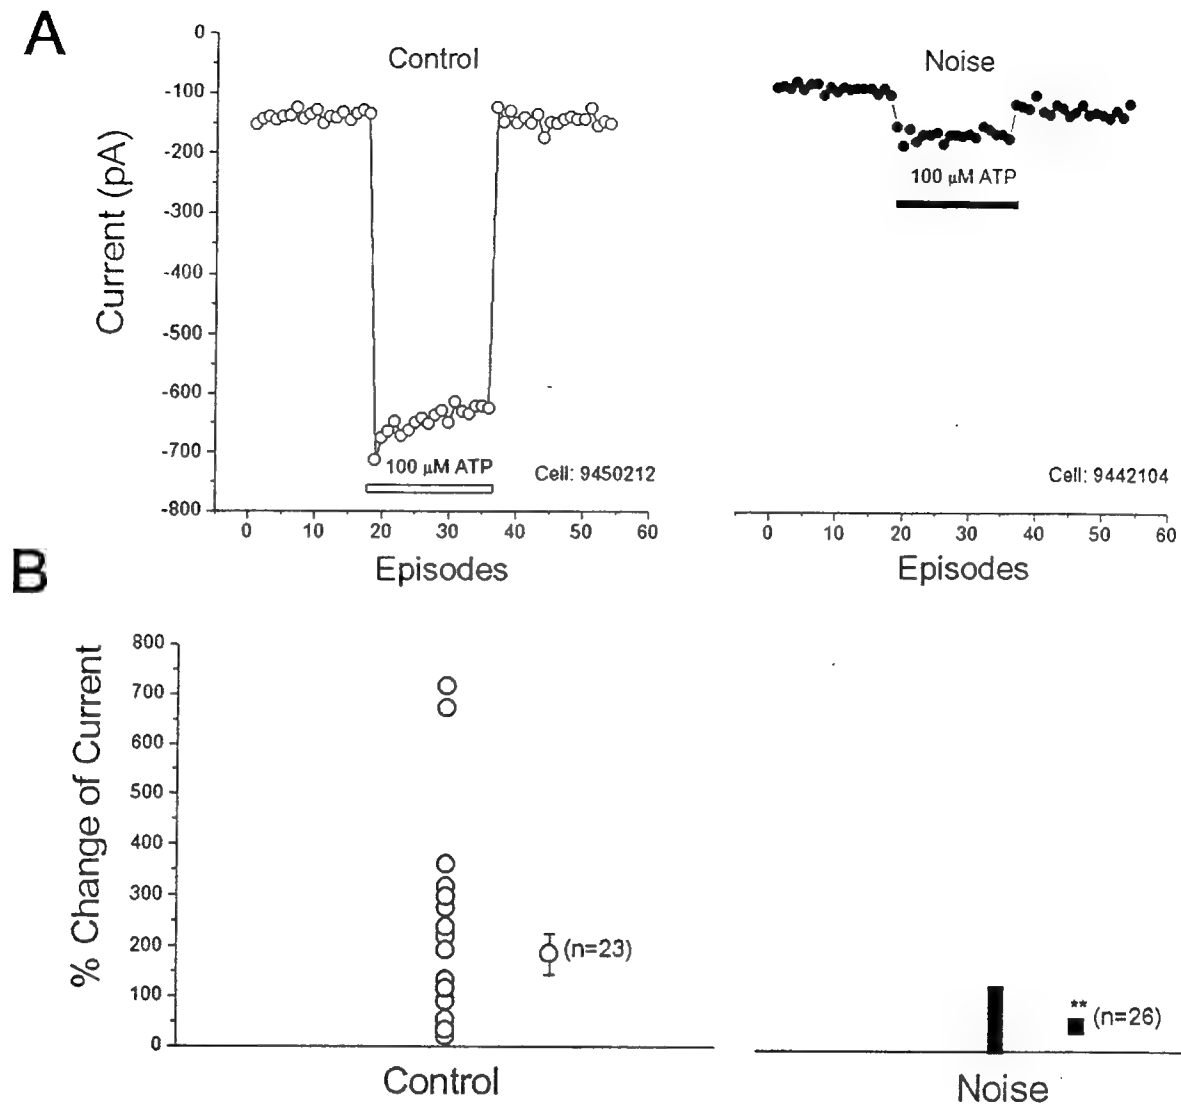 A
Control
Noise
Current (pA)
0
-100
-200
-300
-400
-500
-600
-700
-800
100 μM ATP
Cell: 9450212
0 10 20 30 40 50 60
Episodes
100 μM ATP
Cell: 9442104
0 10 20 30 40 50 60
Episodes
B
% Change of Current
800
700
600
500
400
300
200
100
0
(n=23)
Control
** (n=26)
Noise